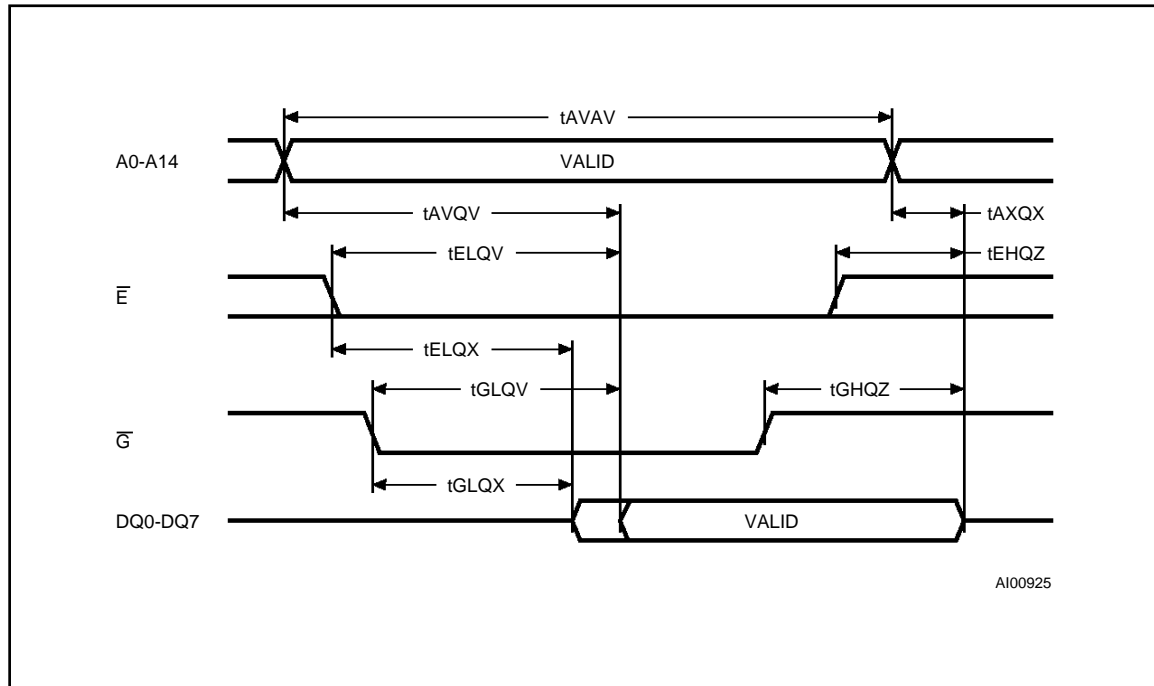 tAVAV
A0-A14
VALID
tAVQV
tAXQX
tELQV
tEHQZ
E̅
tELQX
tGLQV
tGHQZ
G̅
tGLQX
DQ0-DQ7
VALID
AI00925